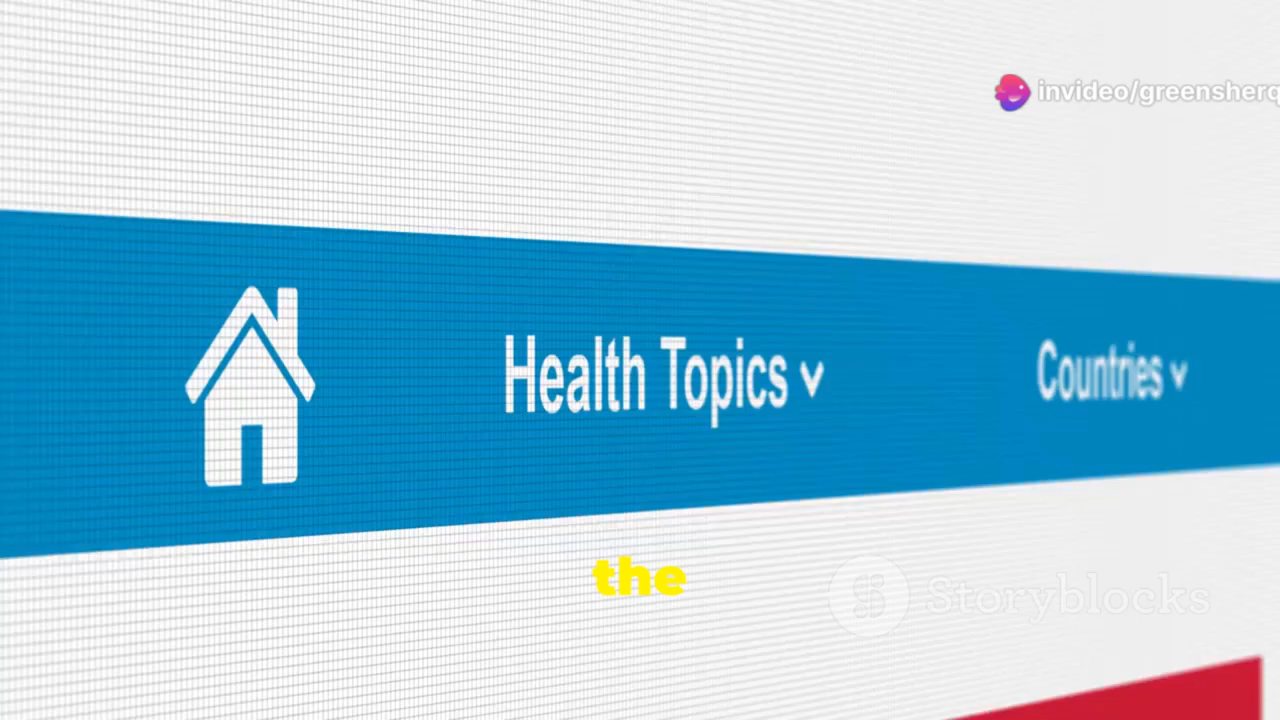 invideo/greensherq
Health Topics
Countries
the
Storyblocks